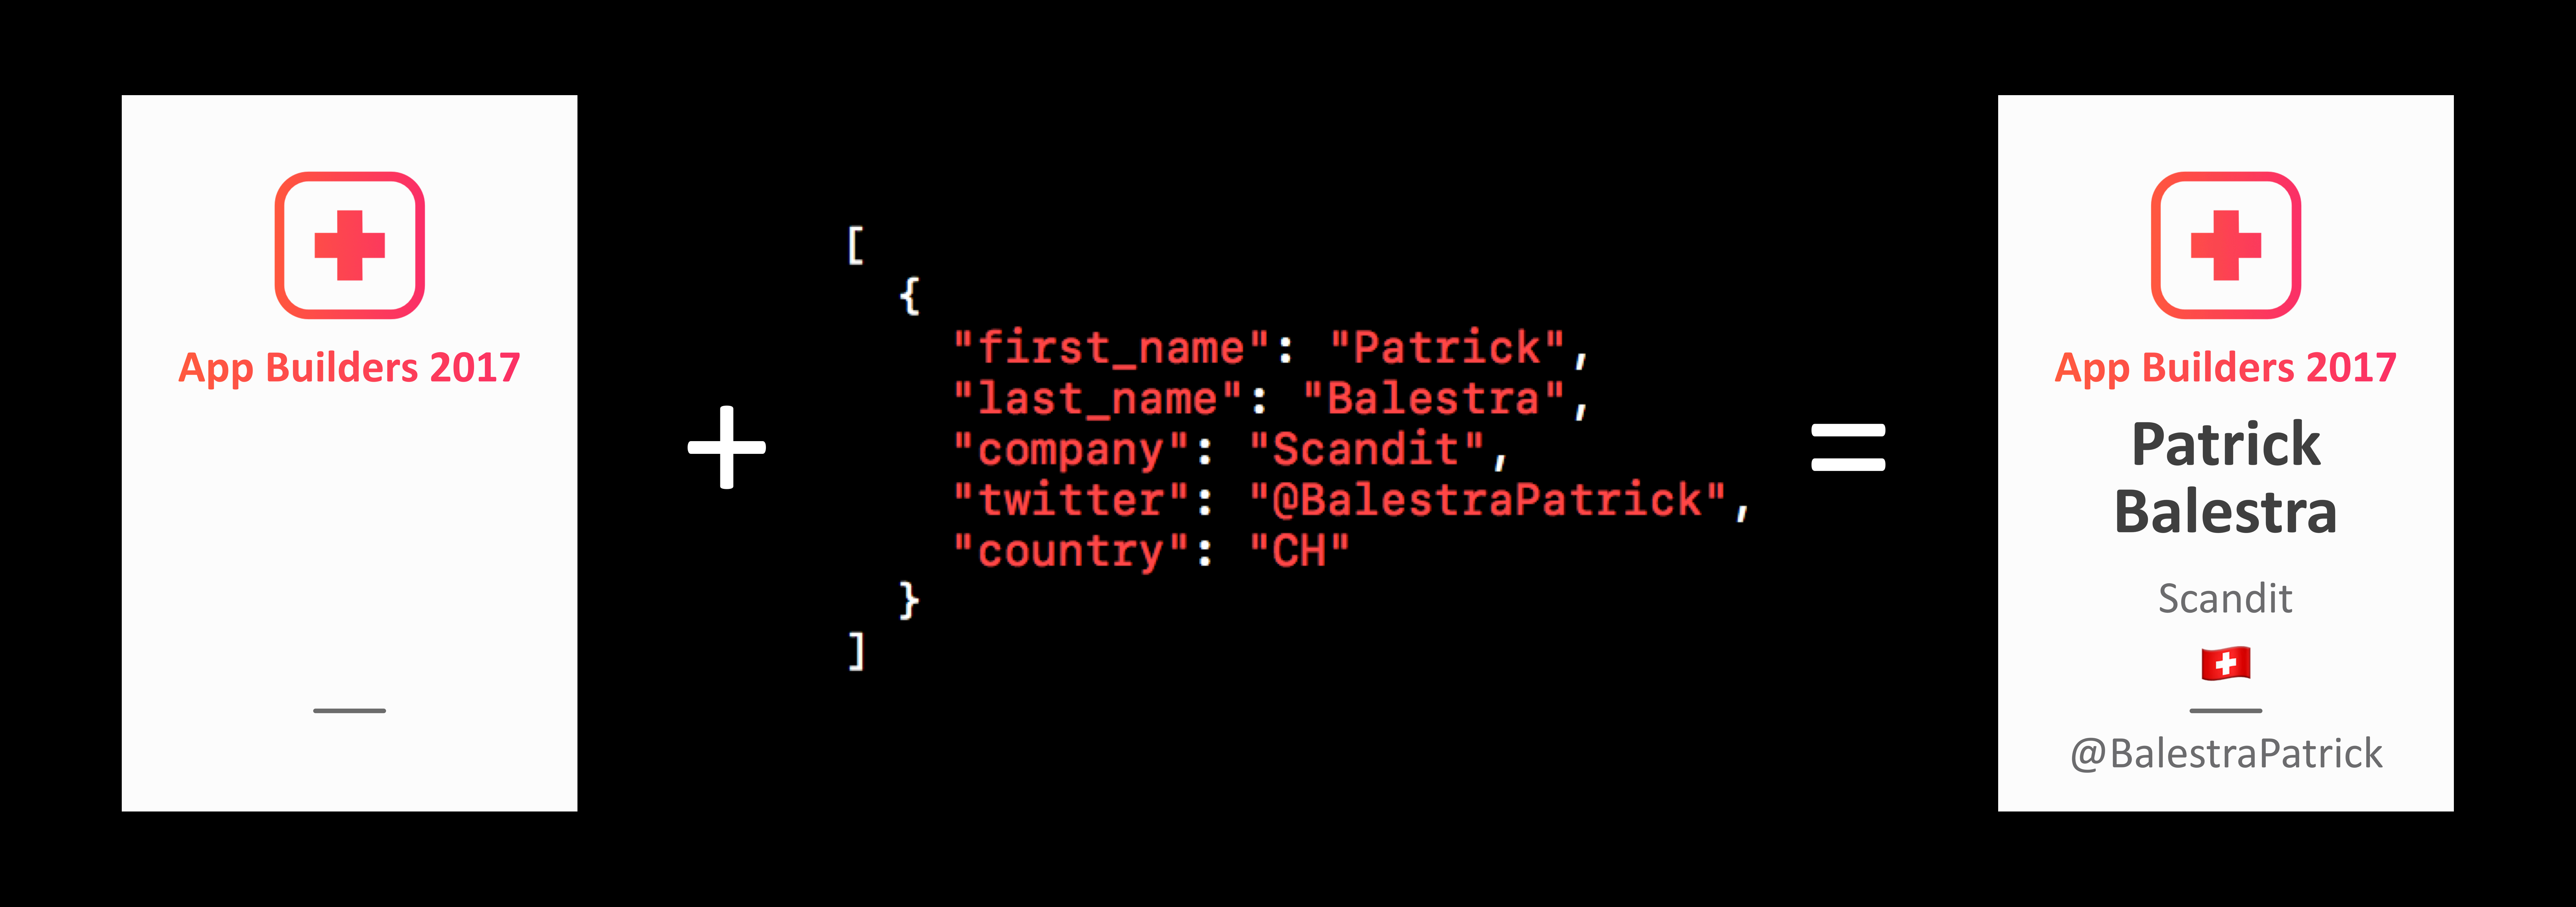 App Builders 2017
+
[
{
"first_name": "Patrick",
"last_name": "Balestra",
"company": "Scandit",
"twitter": "@BalestraPatrick",
"country": "CH"
}
]
=
App Builders 2017
Patrick
Balestra
Scandit
@BalestraPatrick